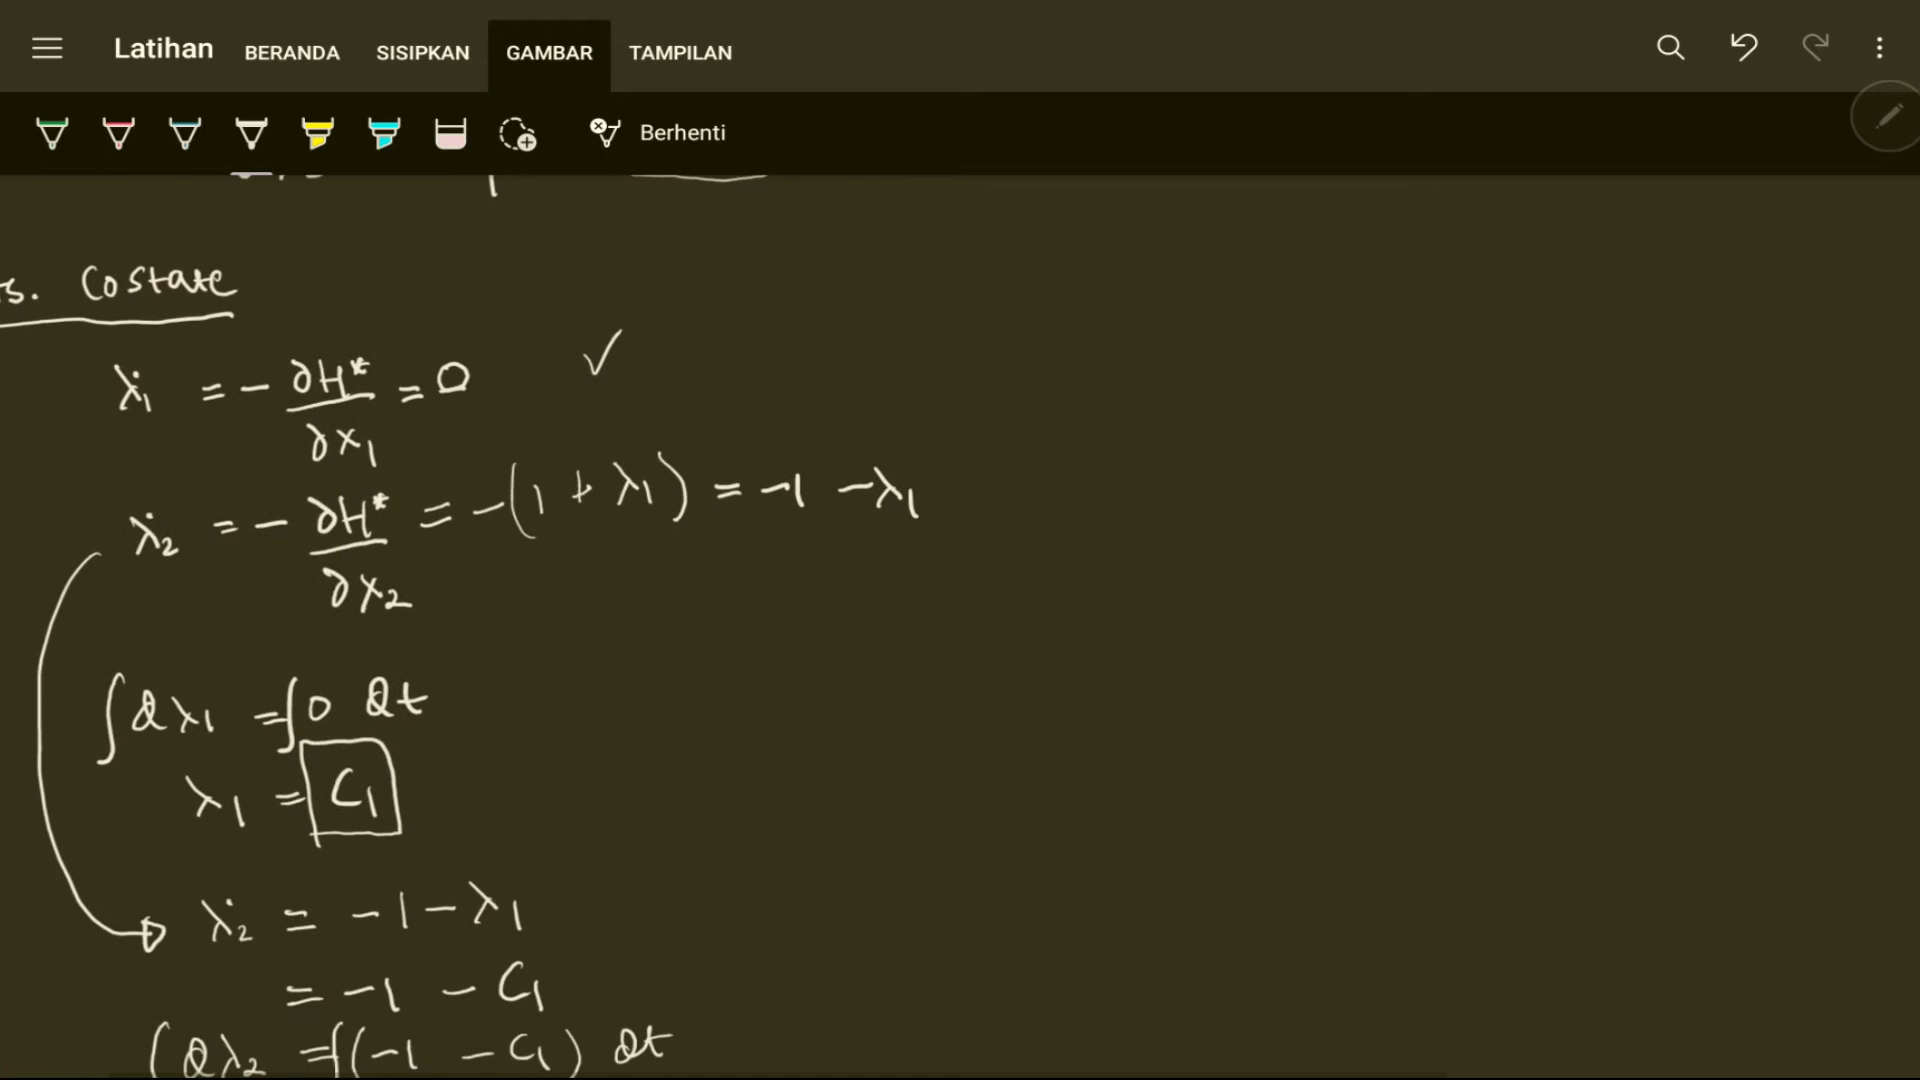 Latihan BERANDA SISIPKAN GAMBAR TAMPILAN
Berhenti
s. Costate
λ̇₁ = - ∂H*/∂x₁ = 0 ✓
λ̇₂ = - ∂H*/∂x₂ = -(1 + λ₁) = -1 - λ₁
∫ dλ₁ = ∫ 0 dt
λ₁ = C₁
λ̇₂ = -1 - λ₁
= -1 - C₁
∫ dλ₂ = ∫(-1 - C₁) dt